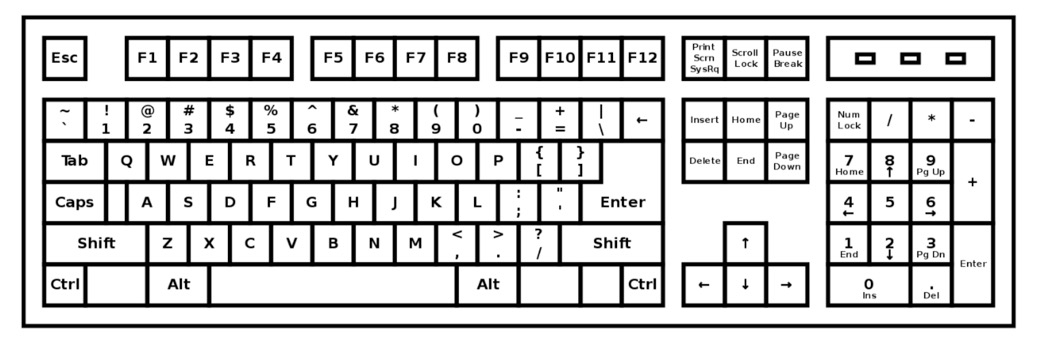 Esc F1 F2 F3 F4 F5 F6 F7 F8 F9 F10 F11 F12 Print Scroll Pause
Scrn Lock Break
SysRq
~ ! @ # $ % ^ & * ( ) _ + | ← Insert Home Page Num / * -
` 1 2 3 4 5 6 7 8 9 0 - = \ Up Lock
Tab Q W E R T Y U I O P { } Delete End Page 7 8 9 +
[ ] Down Home ↑ Pg Up
Caps A S D F G H J K L : " Enter 4 5 6
; ' ← →
Shift Z X C V B N M < > ? Shift ↑ 1 2 3 Enter
, . / End ↓ Pg Dn
Ctrl Alt Alt Ctrl ← ↓ → 0 .
Ins Del